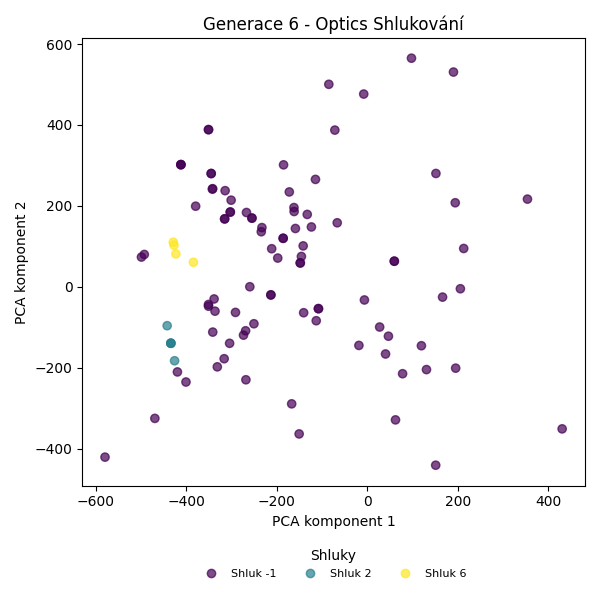 Generace 6 - Optics Shlukování
600
400
200
0
−200
−400
PCA komponent 2
−600
−400
−200
0
200
400
PCA komponent 1
Shluky
Shluk -1
Shluk 2
Shluk 6